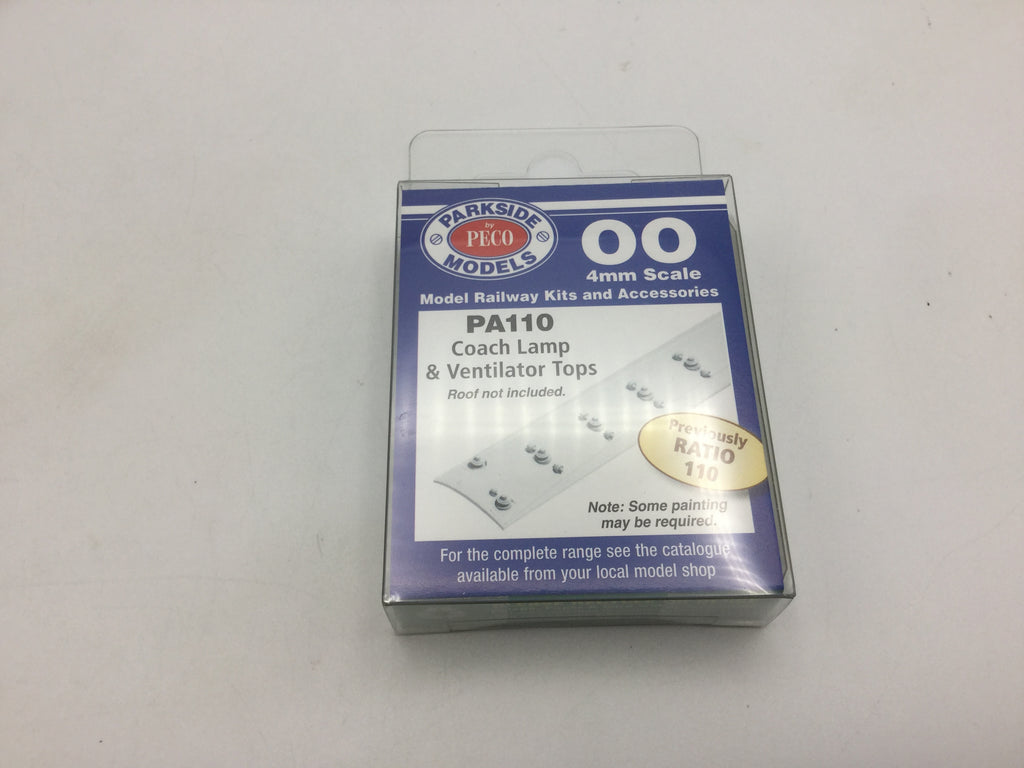 PARKSIDE
by
PECO
MODELS
OO
4mm Scale
Model Railway Kits and Accessories
PA110
Coach Lamp
& Ventilator Tops
Roof not included.
Previously
RATIO
110
Note: Some painting
may be required.
For the complete range see the catalogue
available from your local model shop